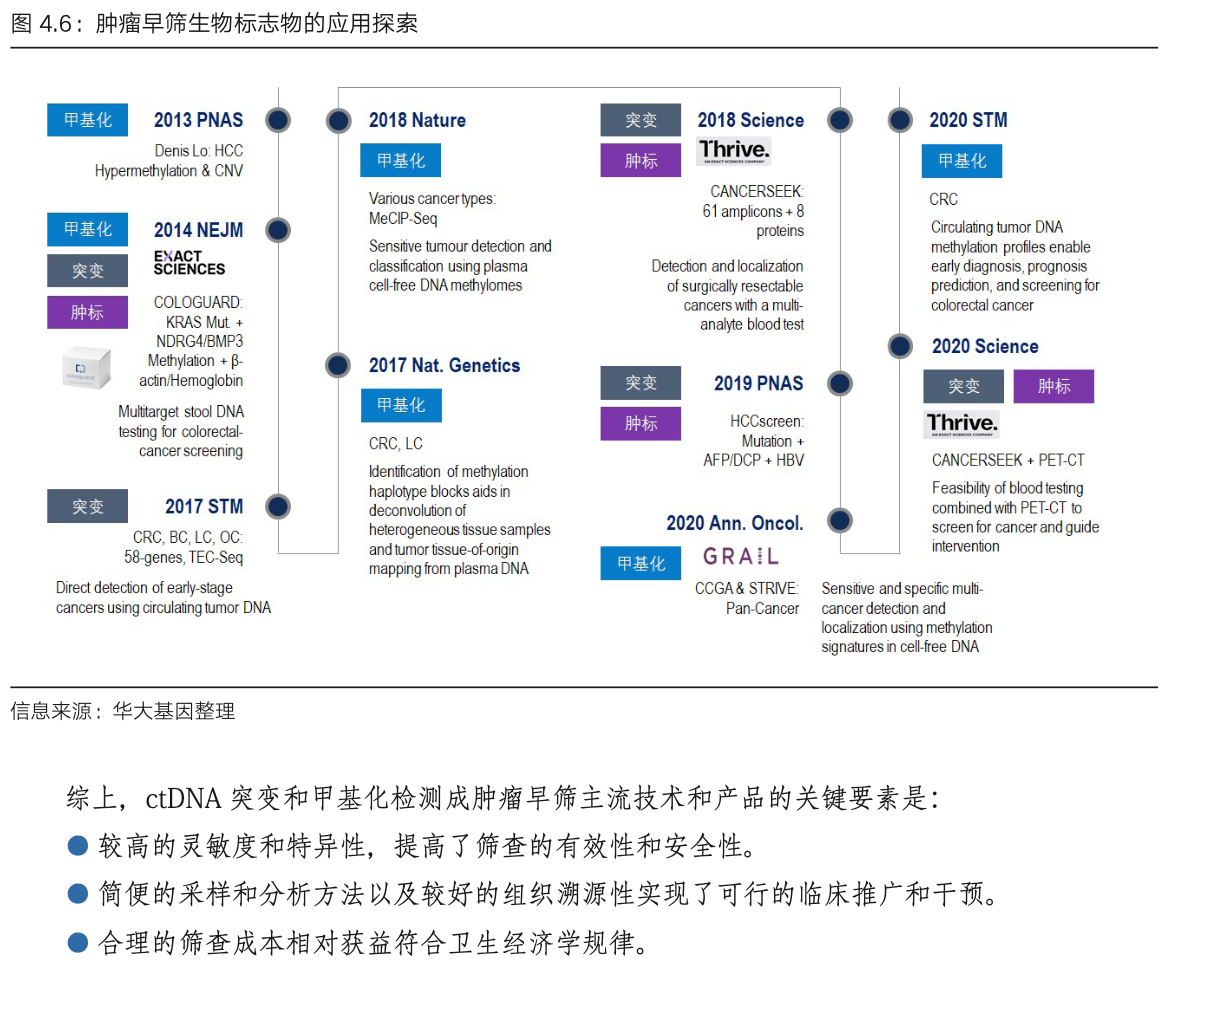 图 4.6：肿瘤早筛生物标志物的应用探索
甲基化
2013 PNAS
Denis Lo: HCC
Hypermethylation & CNV
甲基化
2014 NEJM
突变
EXACT
SCIENCES
肿标
COLOGUARD:
KRAS Mut. +
NDRG4/BMP3
Methylation + β-
actin/Hemoglobin
cologuard
Multitarget stool DNA
testing for colorectal-
cancer screening
突变
2017 STM
CRC, BC, LC, OC:
58-genes, TEC-Seq
Direct detection of early-stage
cancers using circulating tumor DNA
2018 Nature
甲基化
Various cancer types:
MeCIP-Seq
Sensitive tumour detection and
classification using plasma
cell-free DNA methylomes
2017 Nat. Genetics
甲基化
CRC, LC
Identification of methylation
haplotype blocks aids in
deconvolution of
heterogeneous tissue samples
and tumor tissue-of-origin
mapping from plasma DNA
突变
2018 Science
肿标
Thrive.
AN EXACT SCIENCES COMPANY
CANCERSEEK:
61 amplicons + 8
proteins
Detection and localization
of surgically resectable
cancers with a multi-
analyte blood test
突变
2019 PNAS
肿标
HCCscreen:
Mutation +
AFP/DCP + HBV
2020 Ann. Oncol.
甲基化
GRAIL
CCGA & STRIVE:
Pan-Cancer
Sensitive and specific multi-
cancer detection and
localization using methylation
signatures in cell-free DNA
2020 STM
甲基化
CRC
Circulating tumor DNA
methylation profiles enable
early diagnosis, prognosis
prediction, and screening for
colorectal cancer
2020 Science
突变
肿标
Thrive.
AN EXACT SCIENCES COMPANY
CANCERSEEK + PET-CT
Feasibility of blood testing
combined with PET-CT to
screen for cancer and guide
intervention
信息来源：华大基因整理
综上，ctDNA 突变和甲基化检测成肿瘤早筛主流技术和产品的关键要素是：
● 较高的灵敏度和特异性，提高了筛查的有效性和安全性。
● 简便的采样和分析方法以及较好的组织溯源性实现了可行的临床推广和干预。
● 合理的筛查成本相对获益符合卫生经济学规律。